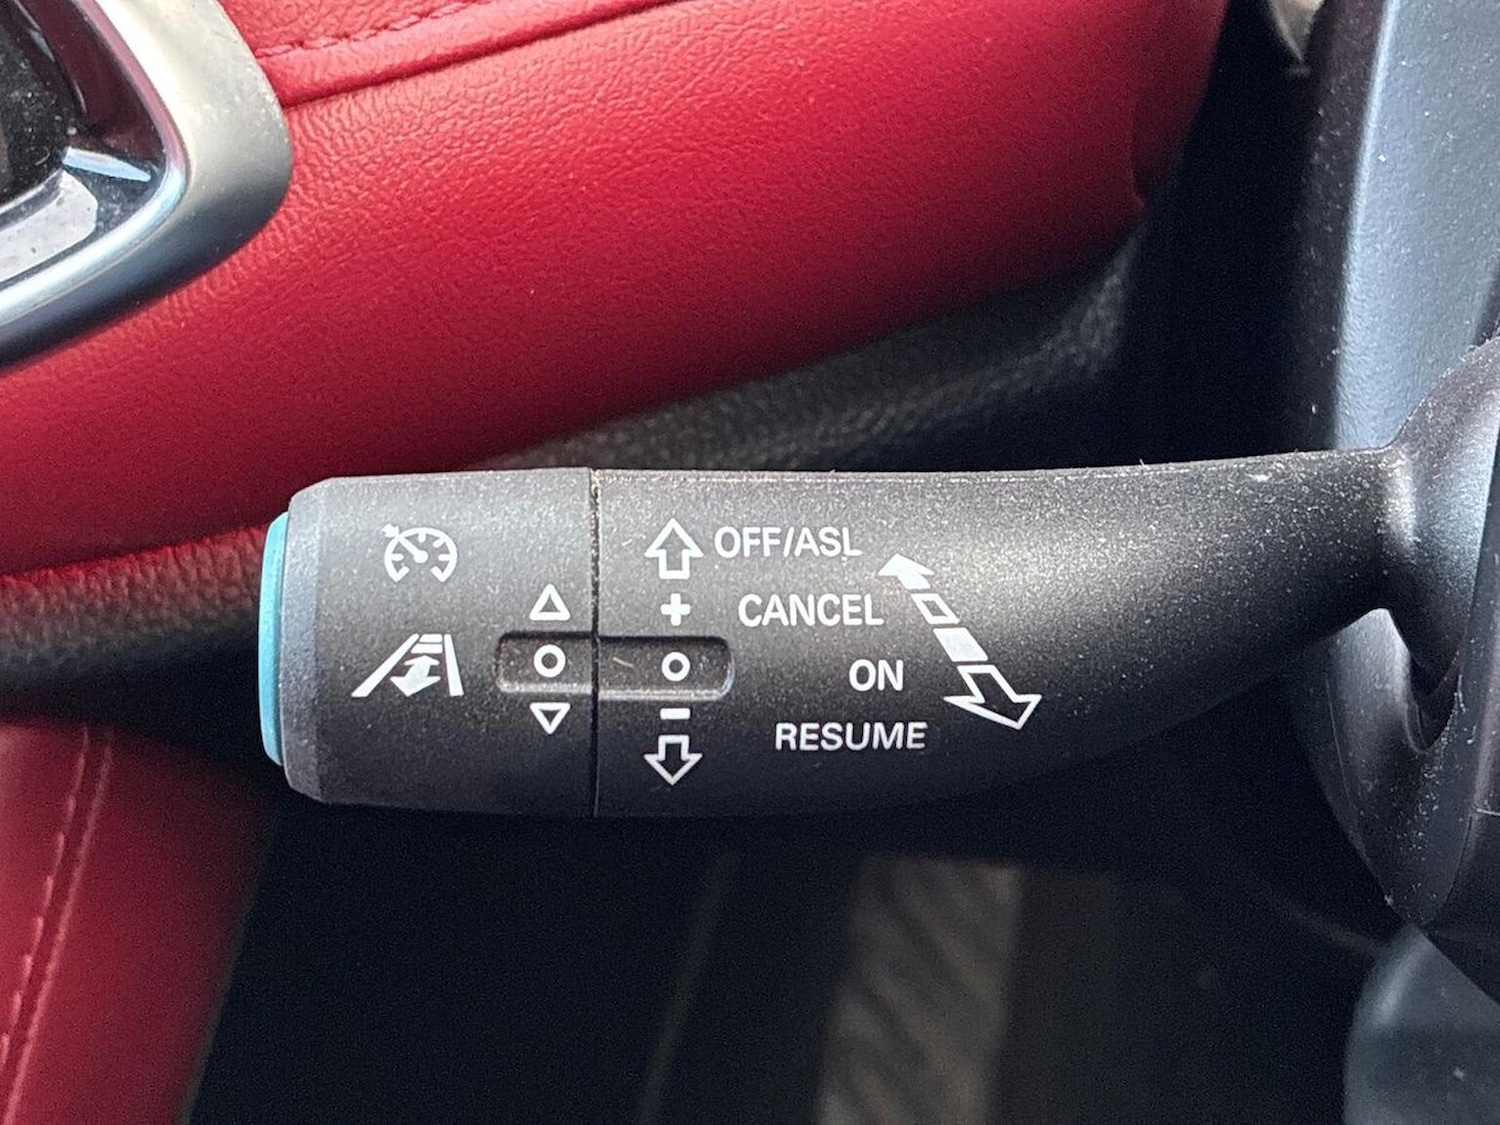 OFF/ASL
+ CANCEL
ON
- RESUME